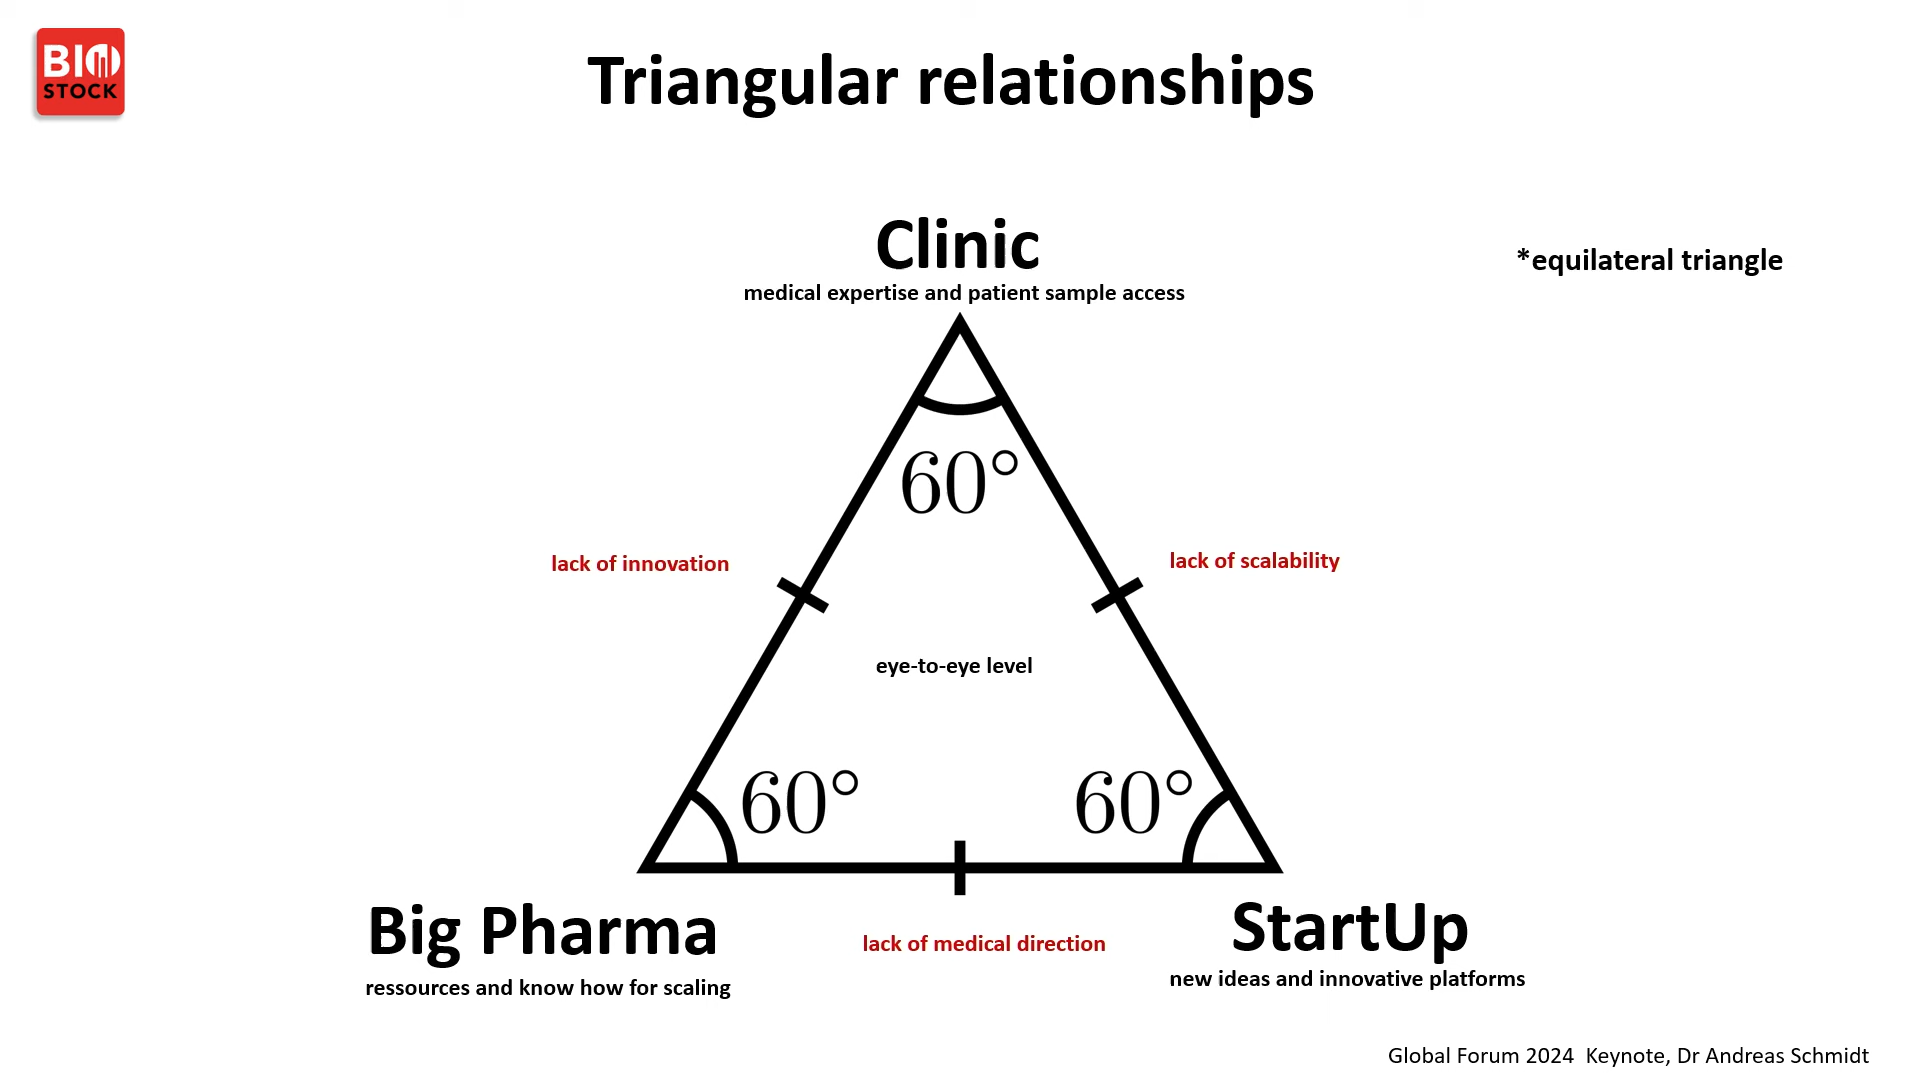 BIO
STOCK
Triangular relationships
Clinic
medical expertise and patient sample access
*equilateral triangle
60°
lack of innovation
lack of scalability
eye-to-eye level
60°
60°
Big Pharma
ressources and know how for scaling
lack of medical direction
StartUp
new ideas and innovative platforms
Global Forum 2024  Keynote, Dr Andreas Schmidt